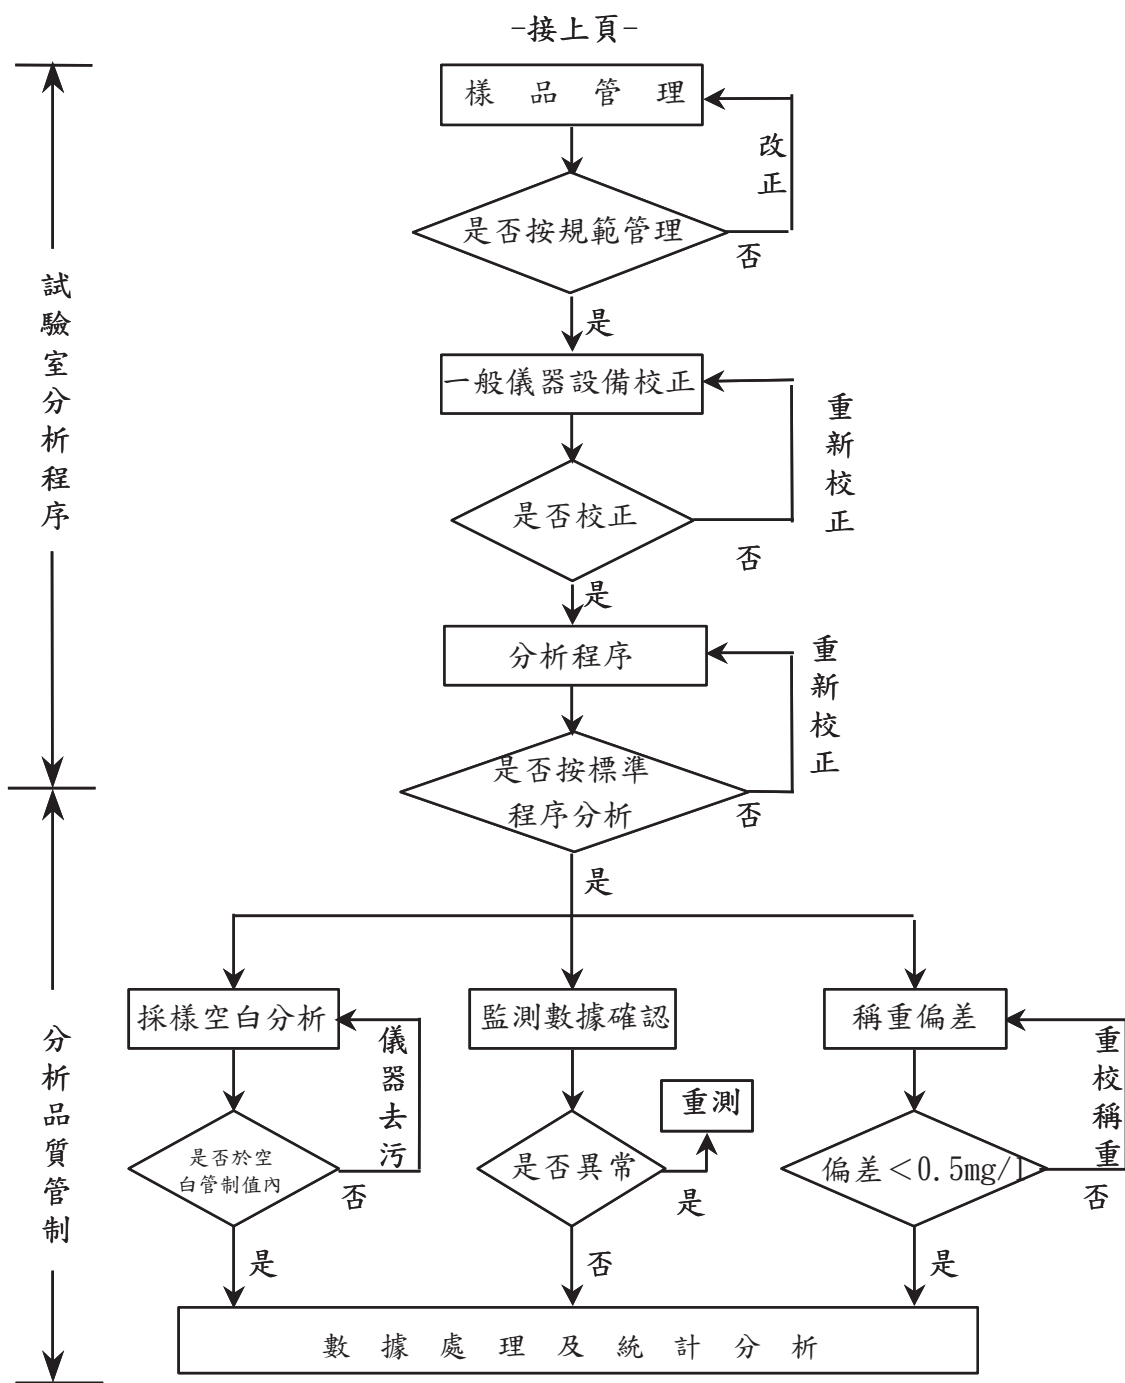 -接上頁-
樣品管理
改正
是否按規範管理
否
是
試驗室分析程序
一般儀器設備校正
重新校正
是否校正
否
是
分析程序
重新校正
是否按標準
程序分析
否
是
分析品質管制
採樣空白分析
儀器去污
是否於空
白管制值內
否
是
監測數據確認
重測
是否異常
是
否
稱重偏差
重校稱重
偏差＜0.5mg/l
否
是
數據處理及統計分析